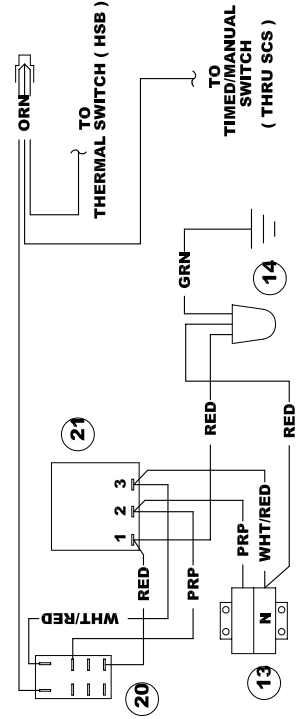 ORN
TO
THERMAL SWITCH ( HSB )
TO
TIMED/MANUAL
SWITCH
( THRU SCS )
GRN
14
21
1 2 3
RED
RED
WHT/RED
RED
PRP
PRP
WHT/RED
N
20
13